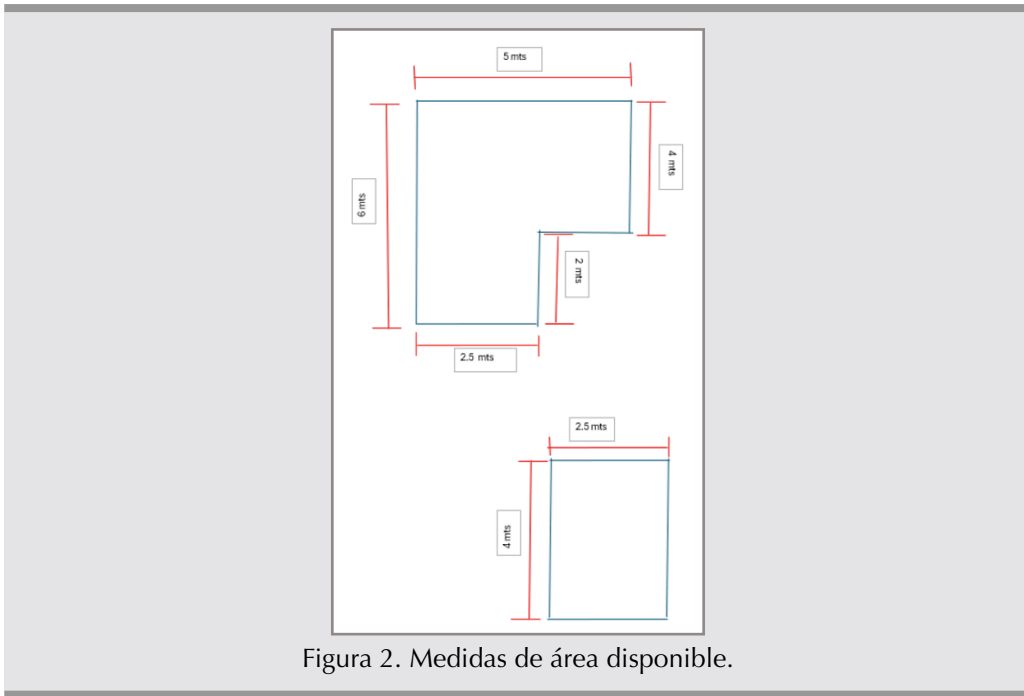 5 mts
4 mts
6 mts
2 mts
2.5 mts
2.5 mts
4 mts
Figura 2. Medidas de área disponible.